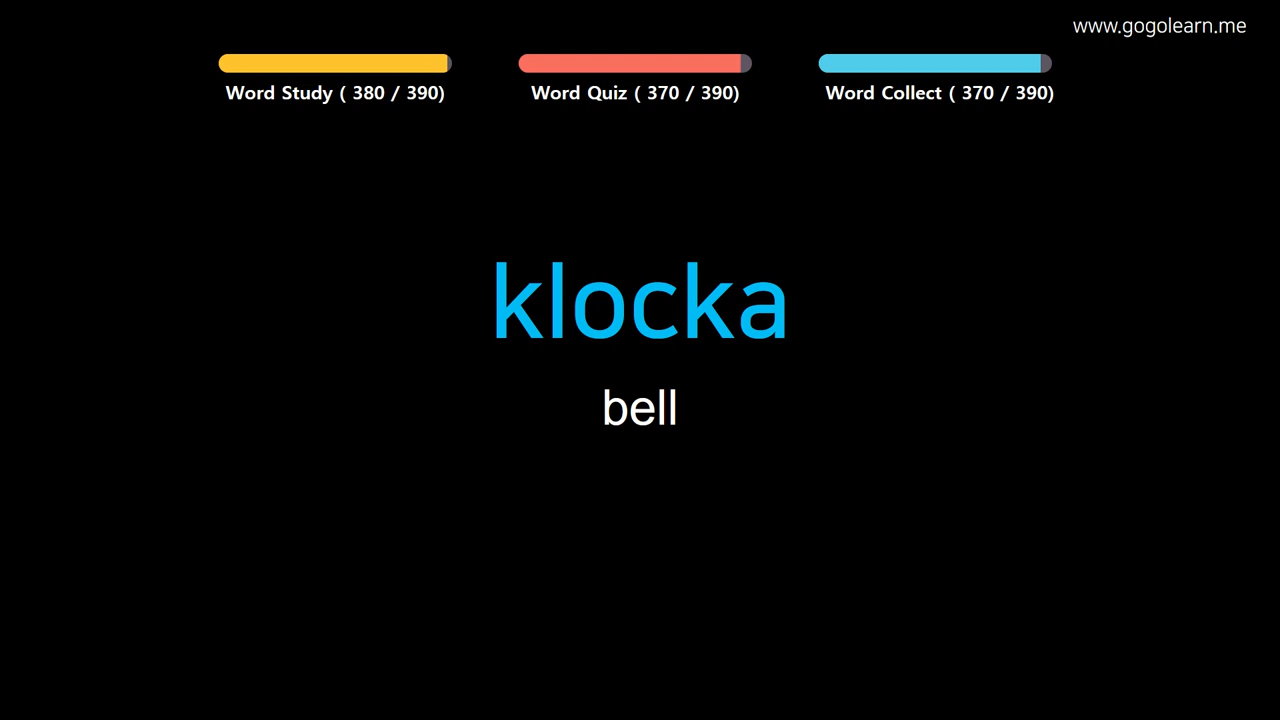 www.gogolearn.me
Word Study ( 380 / 390)
Word Quiz ( 370 / 390)
Word Collect ( 370 / 390)
klocka
bell